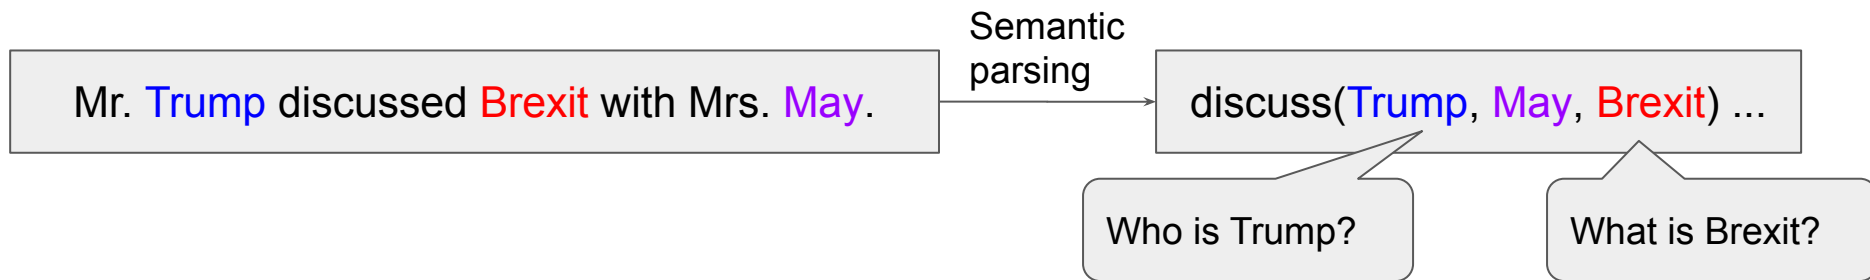 Semantic
parsing
Mr. Trump discussed Brexit with Mrs. May.
discuss(Trump, May, Brexit) ...
Who is Trump?
What is Brexit?